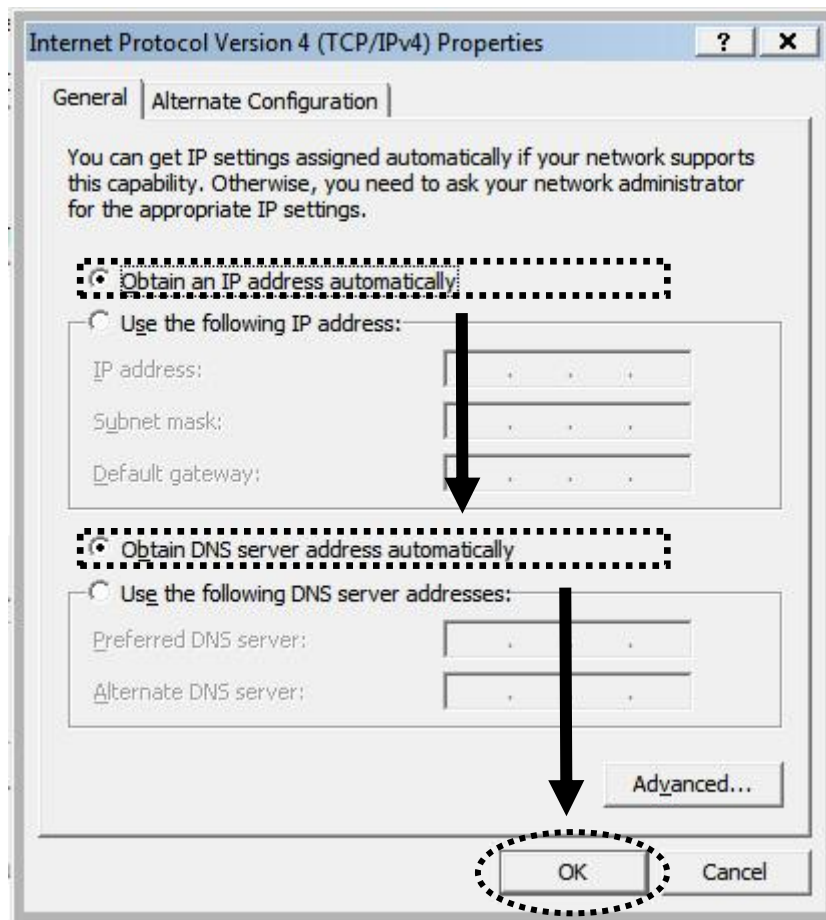 Internet Protocol Version 4 (TCP/IPv4) Properties
General
Alternate Configuration
You can get IP settings assigned automatically if your network supports
this capability. Otherwise, you need to ask your network administrator
for the appropriate IP settings.
Obtain an IP address automatically
Use the following IP address:
IP address:
Subnet mask:
Default gateway:
Obtain DNS server address automatically
Use the following DNS server addresses:
Preferred DNS server:
Alternate DNS server:
Advanced...
OK Cancel